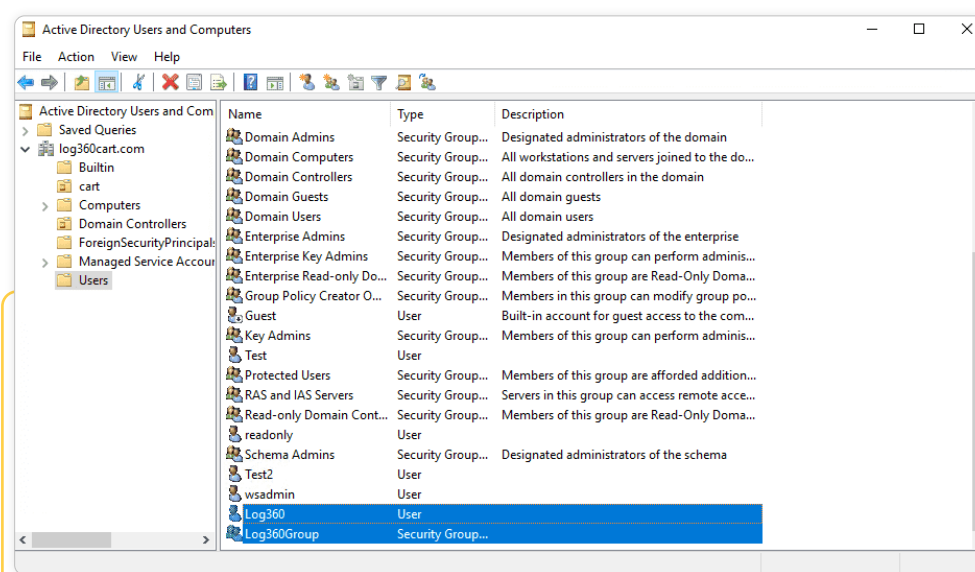 Active Directory Users and Computers
File Action View Help
Active Directory Users and Com
Saved Queries
log360cart.com
Builtin
cart
Computers
Domain Controllers
ForeignSecurityPrincipals
Managed Service Accour
Users
Name Type Description
Domain Admins Security Group... Designated administrators of the domain
Domain Computers Security Group... All workstations and servers joined to the do...
Domain Controllers Security Group... All domain controllers in the domain
Domain Guests Security Group... All domain guests
Domain Users Security Group... All domain users
Enterprise Admins Security Group... Designated administrators of the enterprise
Enterprise Key Admins Security Group... Members of this group can perform adminis...
Enterprise Read-only Do... Security Group... Members of this group are Read-Only Doma...
Group Policy Creator O... Security Group... Members in this group can modify group po...
Guest User Built-in account for guest access to the com...
Key Admins Security Group... Members of this group can perform adminis...
Test User
Protected Users Security Group... Members of this group are afforded addition...
RAS and IAS Servers Security Group... Servers in this group can access remote acce...
Read-only Domain Cont... Security Group... Members of this group are Read-Only Doma...
readonly User
Schema Admins Security Group... Designated administrators of the schema
Test2 User
wsadmin User
Log360 User
Log360Group Security Group...